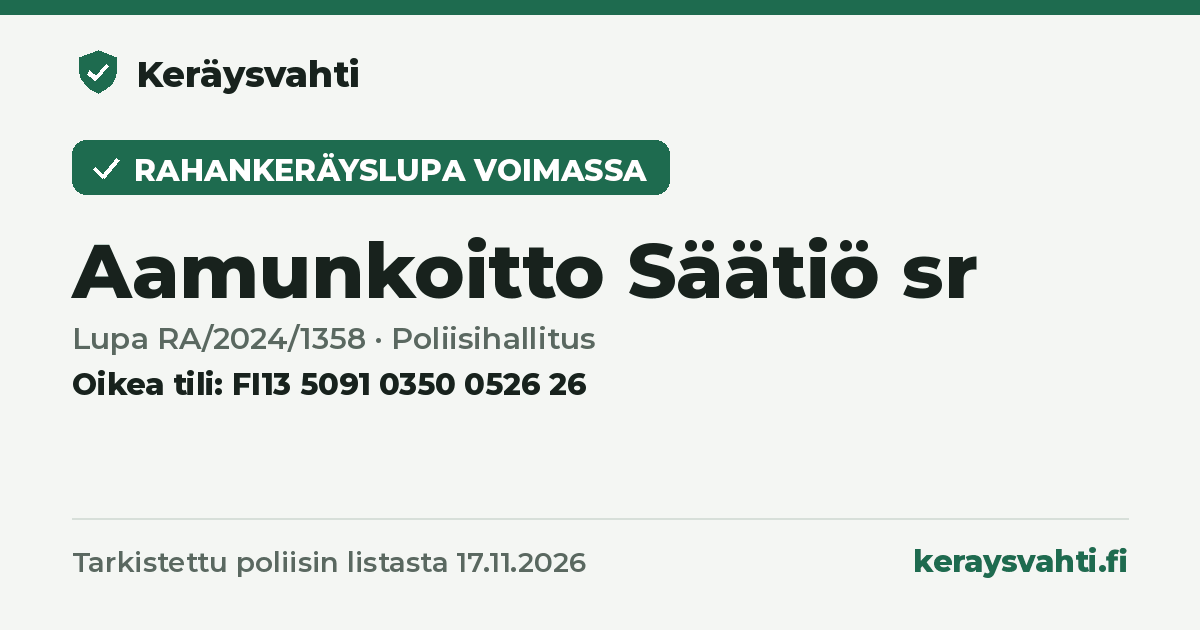 Keräysvahti
RAHANKERÄYSLUPA VOIMASSA
Aamunkoitto Säätiö sr
Lupa RA/2024/1358 · Poliisihallitus
Oikea tili: FI13 5091 0350 0526 26
Tarkistettu poliisin listasta 17.11.2026
keraysvahti.fi